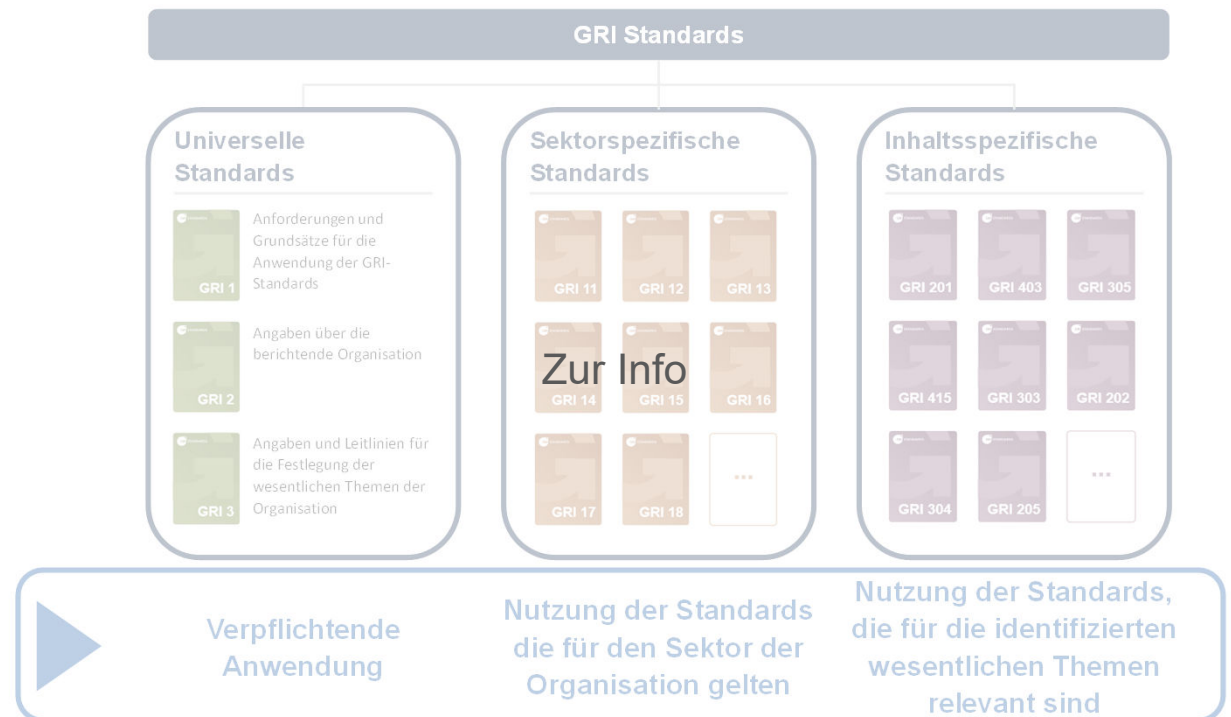 GRI Standards
Universelle
Standards
GRI 1
Anforderungen und
Grundsätze für die
Anwendung der GRI-
Standards
GRI 2
Angaben über die
berichtende Organisation
GRI 3
Angaben und Leitlinien für
die Festlegung der
wesentlichen Themen der
Organisation
Sektorspezifische
Standards
GRI 11 GRI 12 GRI 13
Zur Info
GRI 14 GRI 15 GRI 16
GRI 17 GRI 18 ...
Inhaltsspezifische
Standards
GRI 201 GRI 403 GRI 305
GRI 415 GRI 303 GRI 202
GRI 304 GRI 205 ...
Verpflichtende
Anwendung
Nutzung der Standards
die für den Sektor der
Organisation gelten
Nutzung der Standards,
die für die identifizierten
wesentlichen Themen
relevant sind